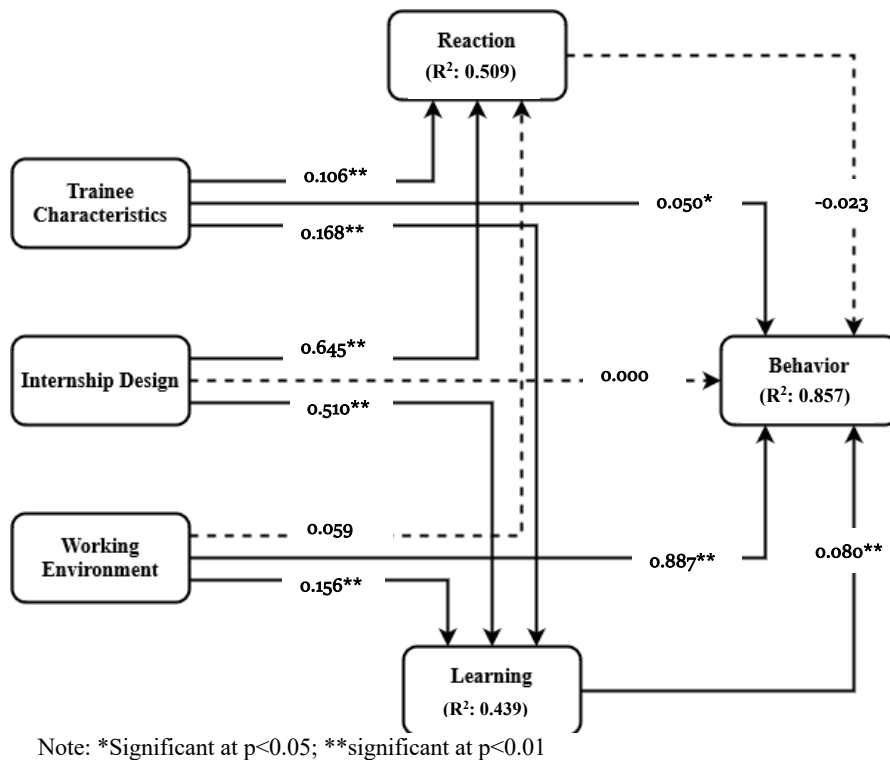 Reaction
(R²: 0.509)
Trainee
Characteristics
0.106**
0.050*
-0.023
0.168**
Internship Design
0.645**
0.000
0.510**
Behavior
(R²: 0.857)
Working
Environment
0.059
0.887**
0.080**
0.156**
Learning
(R²: 0.439)
Note: *Significant at p<0.05; **significant at p<0.01